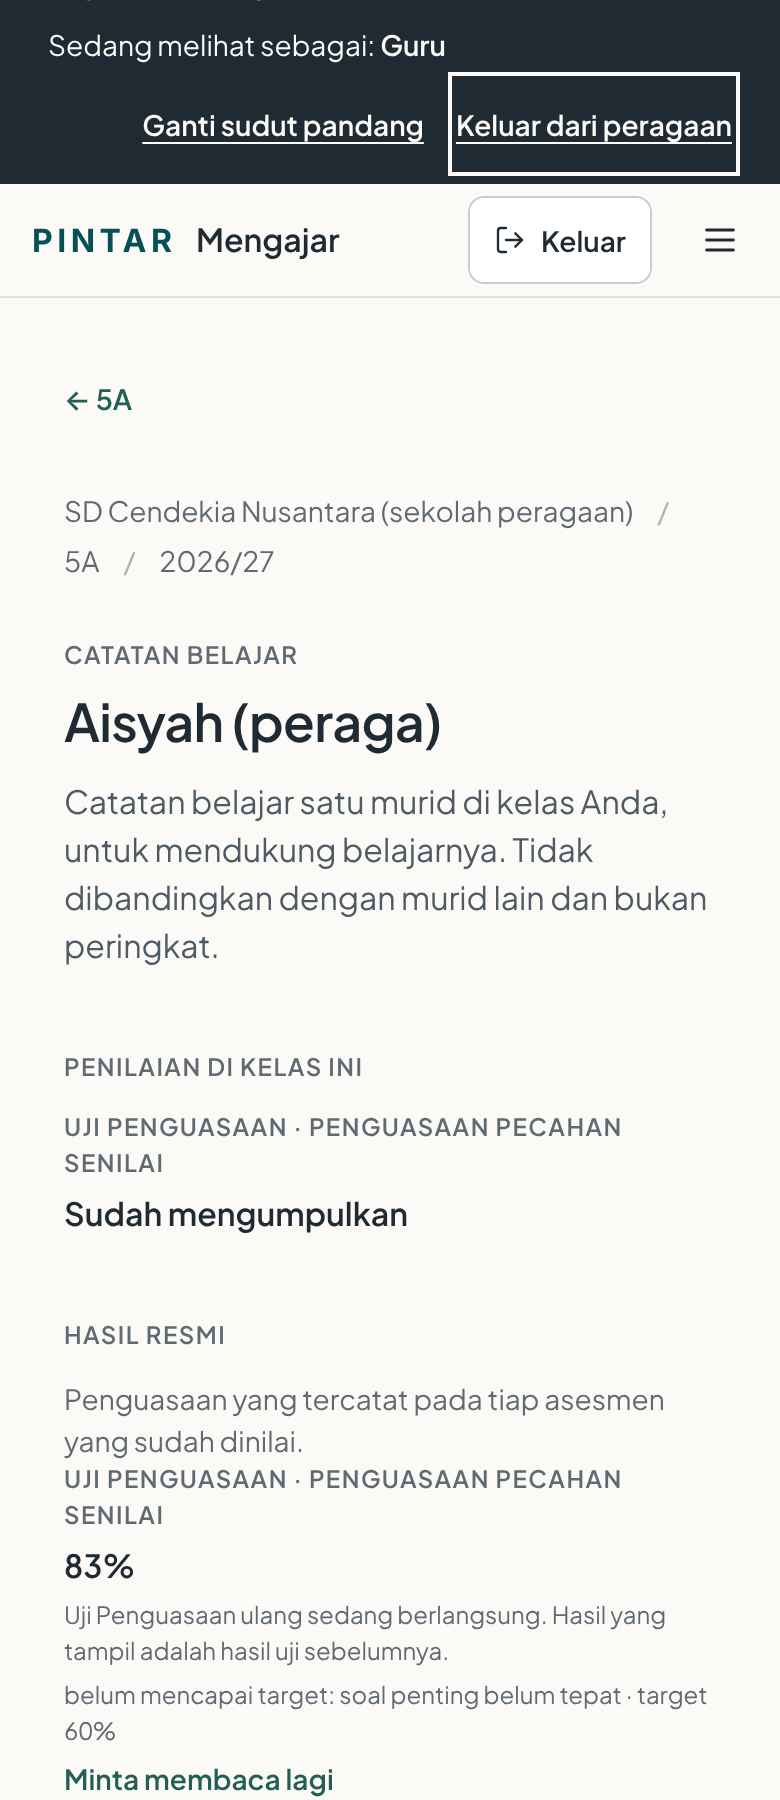 Sedang melihat sebagai: Guru
Ganti sudut pandang Keluar dari peragaan
PINTAR Mengajar Keluar
← 5A
SD Cendekia Nusantara (sekolah peragaan) /
5A / 2026/27
CATATAN BELAJAR
Aisyah (peraga)
Catatan belajar satu murid di kelas Anda,
untuk mendukung belajarnya. Tidak
dibandingkan dengan murid lain dan bukan
peringkat.
PENILAIAN DI KELAS INI
UJI PENGUASAAN · PENGUASAAN PECAHAN
SENILAI
Sudah mengumpulkan
HASIL RESMI
Penguasaan yang tercatat pada tiap asesmen
yang sudah dinilai.
UJI PENGUASAAN · PENGUASAAN PECAHAN
SENILAI
83%
Uji Penguasaan ulang sedang berlangsung. Hasil yang
tampil adalah hasil uji sebelumnya.
belum mencapai target: soal penting belum tepat · target
60%
Minta membaca lagi